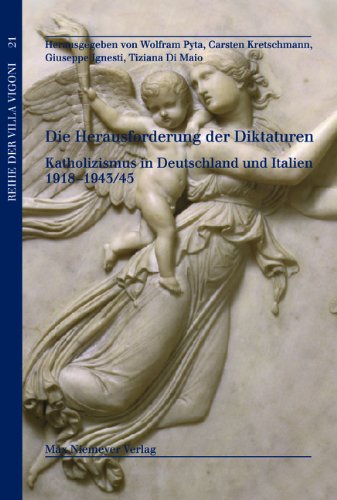 REIHE DER VILLA VIGONI 21
Herausgegeben von Wolfram Pyta, Carsten Kretschmann,
Giuseppe Ignesti, Tiziana Di Maio
Die Herausforderung der Diktaturen
Katholizismus in Deutschland und Italien
1918–1943/45
Max Niemeyer Verlag